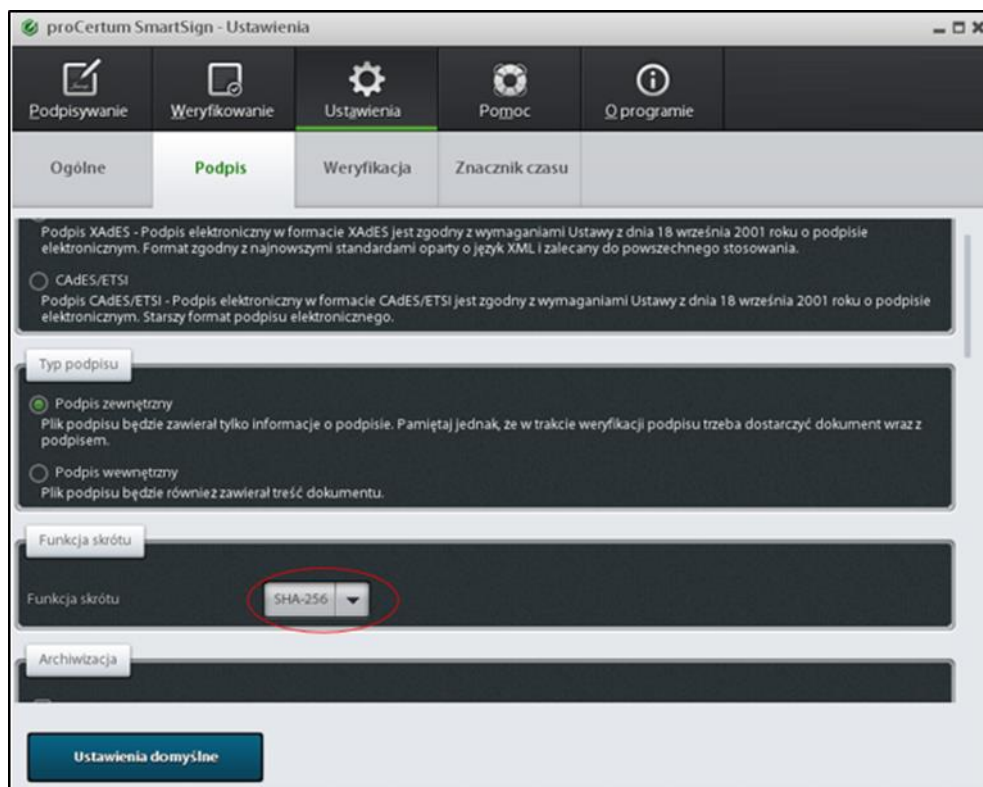 proCertum SmartSign - Ustawienia
Podpisywanie
Weryfikowanie
Ustawienia
Pomoc
O programie
Ogólne
Podpis
Weryfikacja
Znacznik czasu
Podpis XAdES - Podpis elektroniczny w formacie XAdES jest zgodny z wymaganiami Ustawy z dnia 18 września 2001 roku o podpisie
elektronicznym. Format zgodny z najnowszymi standardami oparty o język XML i zalecany do powszechnego stosowania.
CAdES/ETSI
Podpis CAdES/ETSI - Podpis elektroniczny w formacie CAdES/ETSI jest zgodny z wymaganiami Ustawy z dnia 18 września 2001 roku o podpisie
elektronicznym. Starszy format podpisu elektronicznego.
Typ podpisu
Podpis zewnętrzny
Plik podpisu będzie zawierał tylko informacje o podpisie. Pamiętaj jednak, że w trakcie weryfikacji podpisu trzeba dostarczyć dokument wraz z
podpisem.
Podpis wewnętrzny
Plik podpisu będzie również zawierał treść dokumentu.
Funkcja skrótu
Funkcja skrótu
SHA-256
Archiwizacja
Ustawienia domyślne